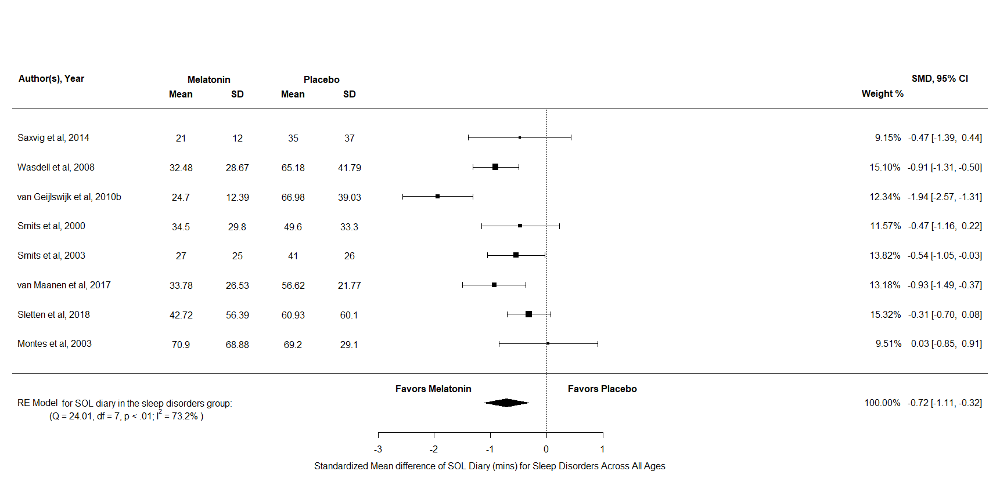 Author(s), Year Melatonin Placebo SMD, 95% CI
Mean SD Mean SD Weight %
Saxvig et al, 2014 21 12 35 37 9.15% -0.47 [-1.39, 0.44]
Wasdell et al, 2008 32.48 28.67 65.18 41.79 15.10% -0.91 [-1.31, -0.50]
van Geijlswijk et al, 2010b 24.7 12.39 66.98 39.03 12.34% -1.94 [-2.57, -1.31]
Smits et al, 2000 34.5 29.8 49.6 33.3 11.57% -0.47 [-1.16, 0.22]
Smits et al, 2003 27 25 41 26 13.82% -0.54 [-1.05, -0.03]
van Maanen et al, 2017 33.78 26.53 56.62 21.77 13.18% -0.93 [-1.49, -0.37]
Sletten et al, 2018 42.72 56.39 60.93 60.1 15.32% -0.31 [-0.70, 0.08]
Montes et al, 2003 70.9 68.88 69.2 29.1 9.51% 0.03 [-0.85, 0.91]
Favors Melatonin Favors Placebo
RE Model for SOL diary in the sleep disorders group: 100.00% -0.72 [-1.11, -0.32]
(Q = 24.01, df = 7, p < .01; I² = 73.2% )
-3 -2 -1 0 1
Standardized Mean difference of SOL Diary (mins) for Sleep Disorders Across All Ages